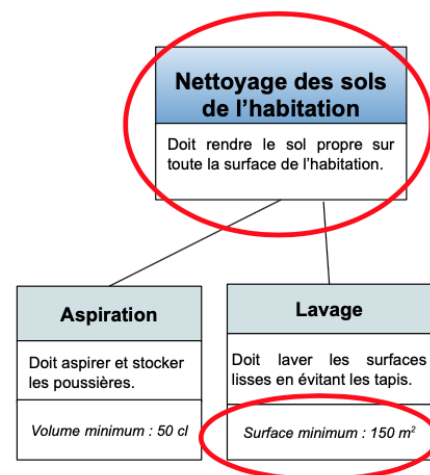 Nettoyage des sols
de l’habitation
Doit rendre le sol propre sur
toute la surface de l’habitation.
Aspiration
Doit aspirer et stocker
les poussières.
Volume minimum : 50 cl
Lavage
Doit laver les surfaces
lisses en évitant les tapis.
Surface minimum : 150 m²